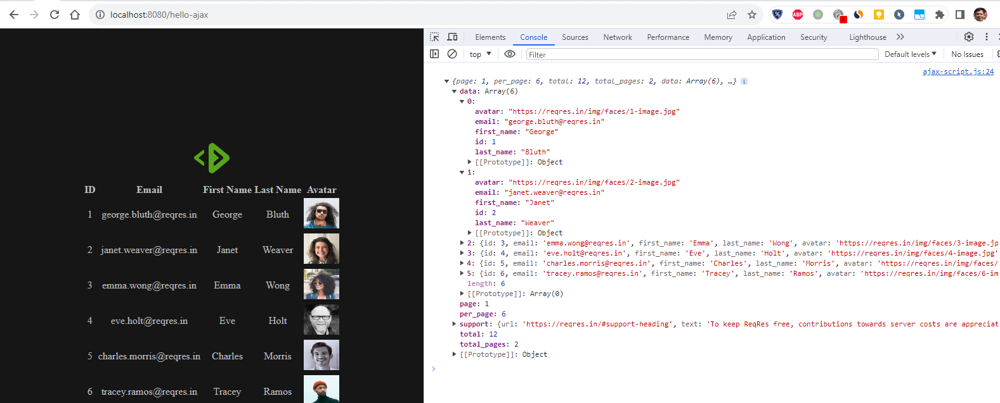 localhost:8080/hello-ajax
ABP
1
Elements Console Sources Network Performance Memory Application Security Lighthouse
top Filter Default levels No Issues
ajax-script.js:24
{page: 1, per_page: 6, total: 12, total_pages: 2, data: Array(6), …} i
data: Array(6)
0:
avatar: "https://reqres.in/img/faces/1-image.jpg"
email: "george.bluth@reqres.in"
first_name: "George"
id: 1
last_name: "Bluth"
[[Prototype]]: Object
1:
avatar: "https://reqres.in/img/faces/2-image.jpg"
email: "janet.weaver@reqres.in"
first_name: "Janet"
id: 2
last_name: "Weaver"
[[Prototype]]: Object
2: {id: 3, email: 'emma.wong@reqres.in', first_name: 'Emma', last_name: 'Wong', avatar: 'https://reqres.in/img/faces/3-image.jp
3: {id: 4, email: 'eve.holt@reqres.in', first_name: 'Eve', last_name: 'Holt', avatar: 'https://reqres.in/img/faces/4-image.jpg'
4: {id: 5, email: 'charles.morris@reqres.in', first_name: 'Charles', last_name: 'Morris', avatar: 'https://reqres.in/img/faces/
5: {id: 6, email: 'tracey.ramos@reqres.in', first_name: 'Tracey', last_name: 'Ramos', avatar: 'https://reqres.in/img/faces/6-im
length: 6
[[Prototype]]: Array(0)
page: 1
per_page: 6
support: {url: 'https://reqres.in/#support-heading', text: 'To keep ReqRes free, contributions towards server costs are appreciat
total: 12
total_pages: 2
[[Prototype]]: Object
ID Email First Name Last Name Avatar
1 george.bluth@reqres.in George Bluth
2 janet.weaver@reqres.in Janet Weaver
3 emma.wong@reqres.in Emma Wong
4 eve.holt@reqres.in Eve Holt
5 charles.morris@reqres.in Charles Morris
6 tracey.ramos@reqres.in Tracey Ramos